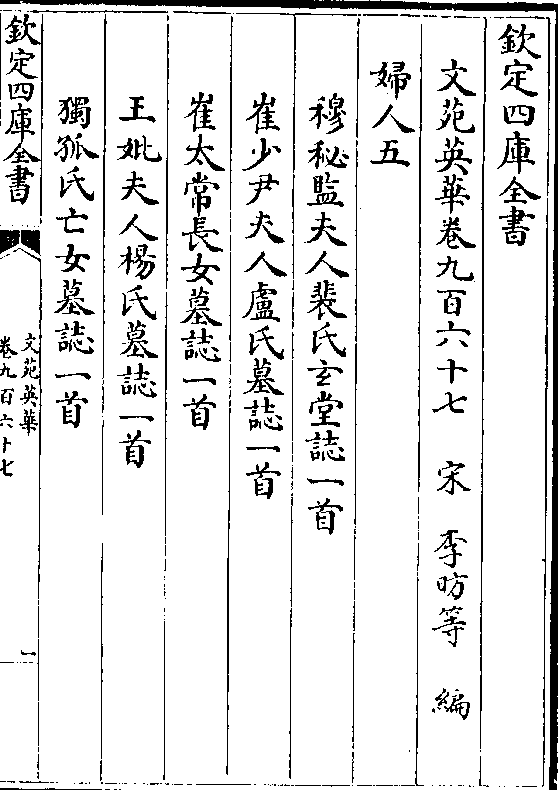 欽定四庫全書
文苑英華卷九百六十七 宋 李昉等 編
婦人五
穆秘監夫人裴氏玄堂誌一首
崔少尹夫人盧氏墓誌一首
崔太常長女墓誌一首
王妣夫人楊氏墓誌一首
獨孤氏亡女墓誌一首
欽定四庫全書
文苑英華
卷九百六十七
一